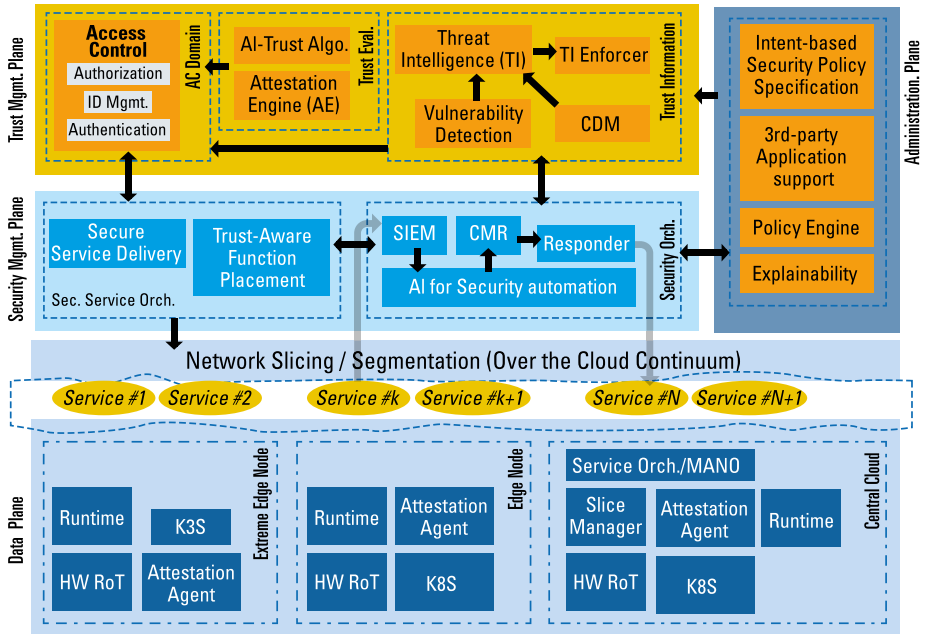 Trust Mgmt. Plane
Access
Control
Authorization
ID Mgmt.
Authentication
AC Domain
AI-Trust Algo.
Attestation
Engine (AE)
Trust Eval.
Threat
Intelligence (TI)
TI Enforcer
Vulnerability
Detection
CDM
Trust Information
Intent-based
Security Policy
Specification
3rd-party
Application
support
Policy Engine
Explainability
Administration. Plane
Security Mgmt. Plane
Secure
Service Delivery
Trust-Aware
Function
Placement
Sec. Service Orch.
SIEM
CMR
Responder
AI for Security automation
Security Orch.
Network Slicing / Segmentation (Over the Cloud Continuum)
Service #1
Service #2
Service #k
Service #k+1
Service #N
Service #N+1
Data Plane
Runtime
K3S
HW RoT
Attestation
Agent
Extreme Edge Node
Runtime
Attestation
Agent
HW RoT
K8S
Edge Node
Service Orch./MANO
Slice
Manager
Attestation
Agent
Runtime
HW RoT
K8S
Central Cloud